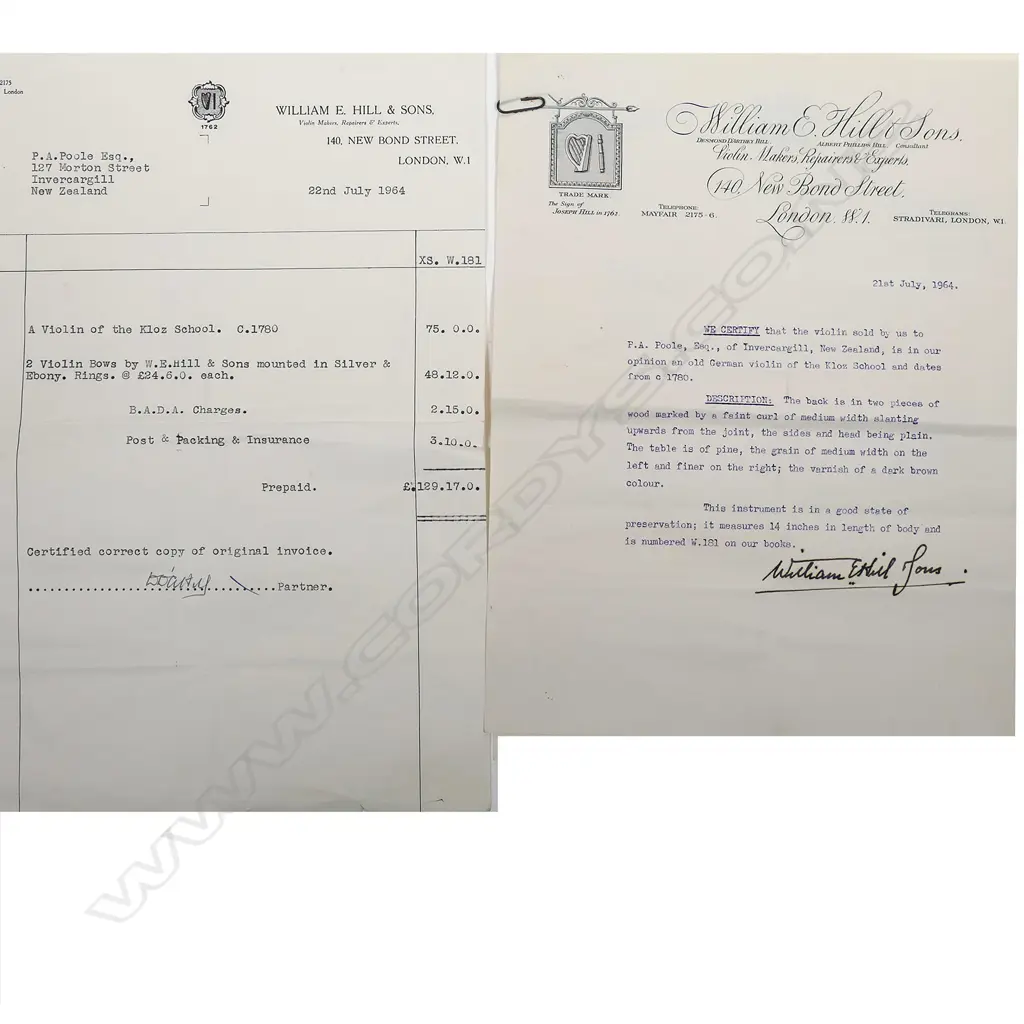 2175
London
1762
WILLIAM E. HILL & SONS,
Violin Makers, Repairers & Experts.
140, NEW BOND STREET,
LONDON, W.1
P.A.Poole Esq.,
127 Morton Street
Invercargill
New Zealand
22nd July 1964
XS. W.181
A Violin of the Kloz School. C.1780 75. 0.0.
2 Violin Bows by W.E.Hill & Sons mounted in Silver &
Ebony. Rings. @ £24.6.0. each. 48.12.0.
B.A.D.A. Charges. 2.15.0.
Post & Packing & Insurance 3.10.0.
Prepaid. £.129.17.0.
Certified correct copy of original invoice.
Partner.
William E. Hill & Sons.
DESMOND D'ARTREY HILL. ALBERT PHILLIPS HILL. Consultant
Violin Makers, Repairers & Experts.
140, New Bond Street,
London. W.1.
TRADE MARK
The Sign of
JOSEPH HILL in 1762.
TELEPHONE:
MAYFAIR 2175-6.
TELEGRAMS:
STRADIVARI, LONDON, W.1.
21st July, 1964.
WE CERTIFY that the violin sold by us to
P.A. Poole, Esq., of Invercargill, New Zealand, is in our
opinion an old German violin of the Kloz School and dates
from c 1780.
DESCRIPTION: The back is in two pieces of
wood marked by a faint curl of medium width slanting
upwards from the joint, the sides and head being plain.
The table is of pine, the grain of medium width on the
left and finer on the right; the varnish of a dark brown
colour.
This instrument is in a good state of
preservation; it measures 14 inches in length of body and
is numbered W.181 on our books.
William E Hill Sons.